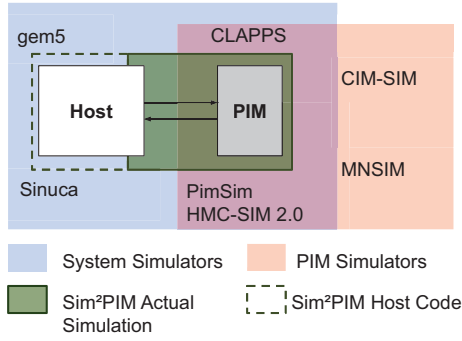 gem5
CLAPPS
Host
PIM
CIM-SIM
Sinuca
PimSim
HMC-SIM 2.0
MNSIM
System Simulators
PIM Simulators
Sim²PIM Actual
Simulation
Sim²PIM Host Code